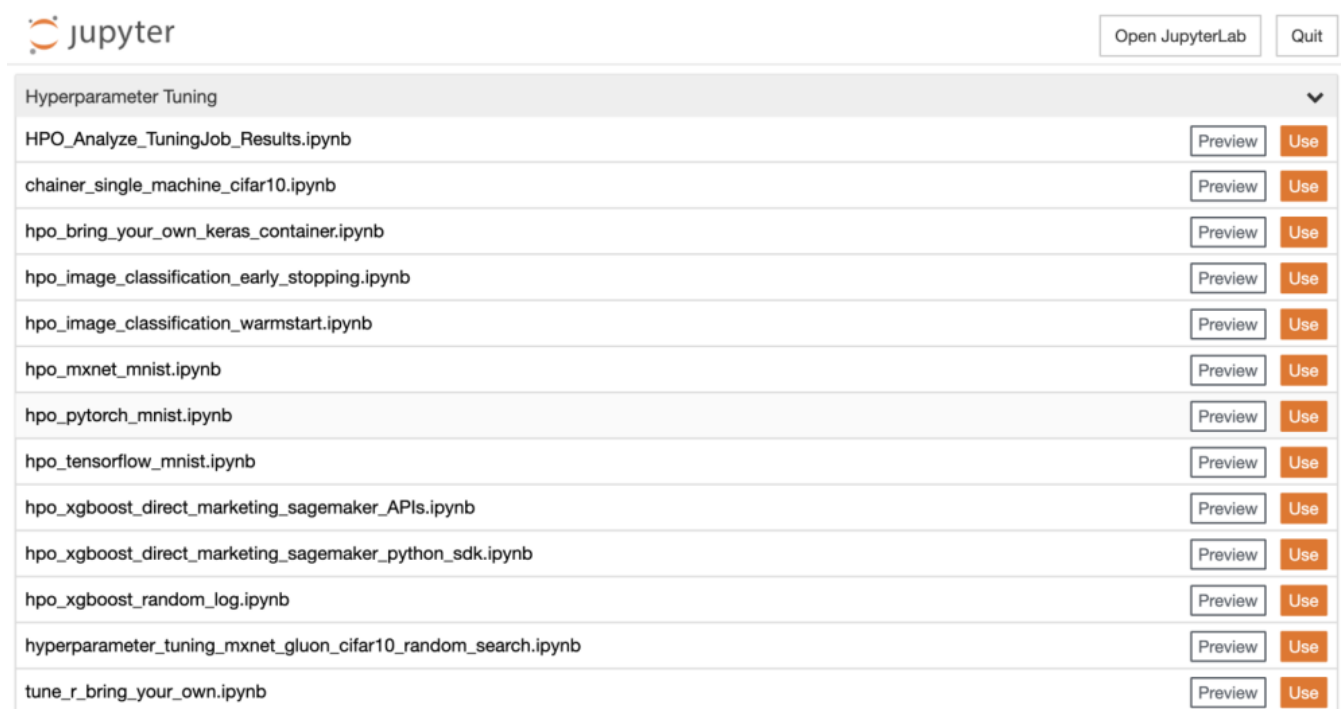 jupyter Open JupyterLab Quit
Hyperparameter Tuning
HPO_Analyze_TuningJob_Results.ipynb Preview Use
chainer_single_machine_cifar10.ipynb Preview Use
hpo_bring_your_own_keras_container.ipynb Preview Use
hpo_image_classification_early_stopping.ipynb Preview Use
hpo_image_classification_warmstart.ipynb Preview Use
hpo_mxnet_mnist.ipynb Preview Use
hpo_pytorch_mnist.ipynb Preview Use
hpo_tensorflow_mnist.ipynb Preview Use
hpo_xgboost_direct_marketing_sagemaker_APIs.ipynb Preview Use
hpo_xgboost_direct_marketing_sagemaker_python_sdk.ipynb Preview Use
hpo_xgboost_random_log.ipynb Preview Use
hyperparameter_tuning_mxnet_gluon_cifar10_random_search.ipynb Preview Use
tune_r_bring_your_own.ipynb Preview Use